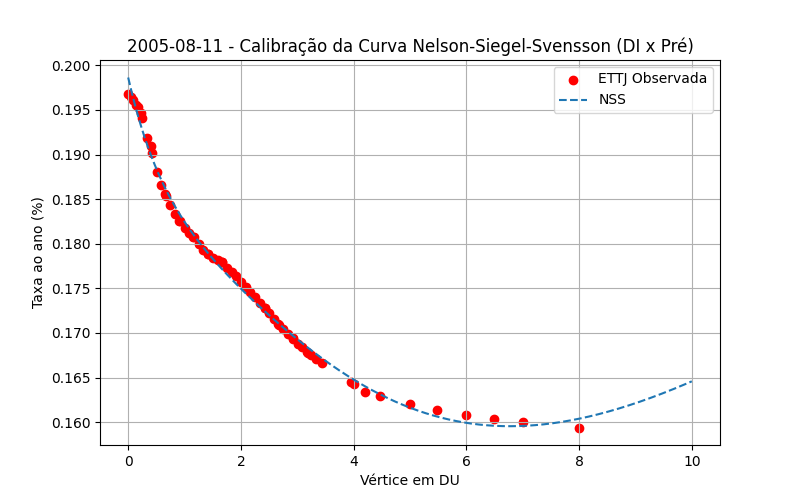 2005-08-11 - Calibração da Curva Nelson-Siegel-Svensson (DI x Pré)
ETTJ Observada
NSS
Taxa ao ano (%)
0.200
0.195
0.190
0.185
0.180
0.175
0.170
0.165
0.160
0 2 4 6 8 10
Vértice em DU